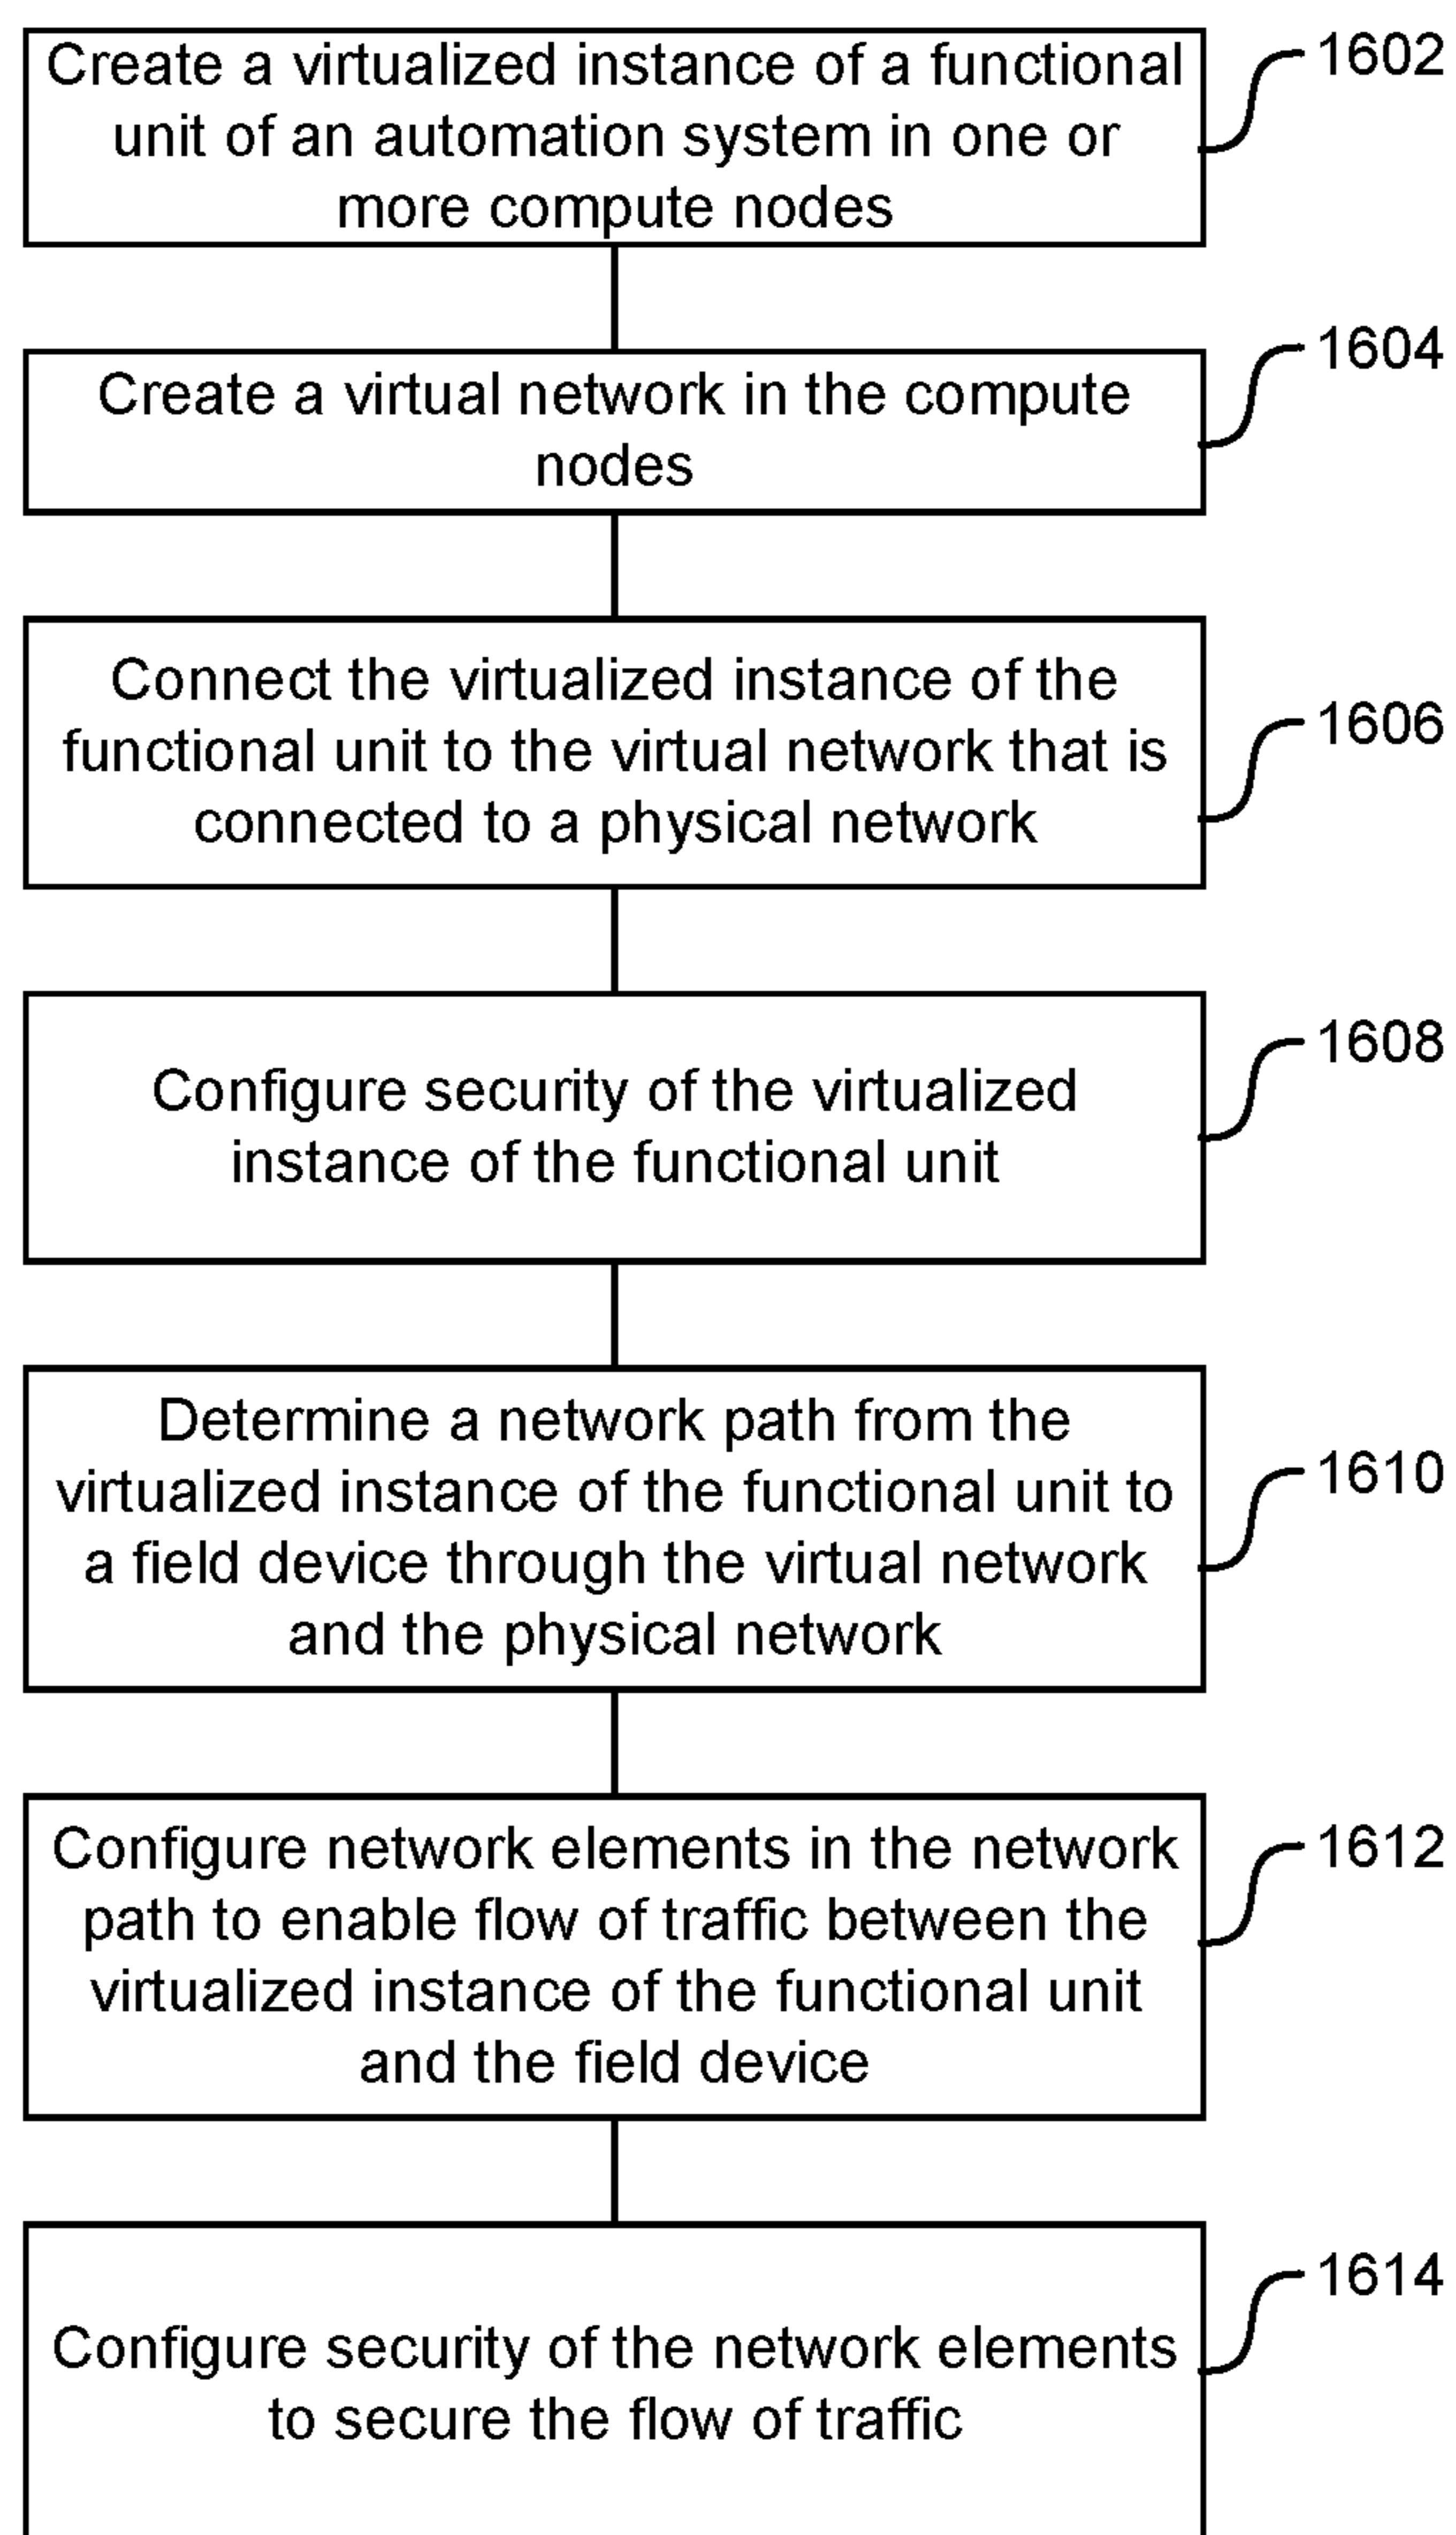 Create a virtualized instance of a functional
unit of an automation system in one or
more compute nodes
1602
Create a virtual network in the compute
nodes
1604
Connect the virtualized instance of the
functional unit to the virtual network that is
connected to a physical network
1606
Configure security of the virtualized
instance of the functional unit
1608
Determine a network path from the
virtualized instance of the functional unit to
a field device through the virtual network
and the physical network
1610
Configure network elements in the network
path to enable flow of traffic between the
virtualized instance of the functional unit
and the field device
1612
Configure security of the network elements
to secure the flow of traffic
1614